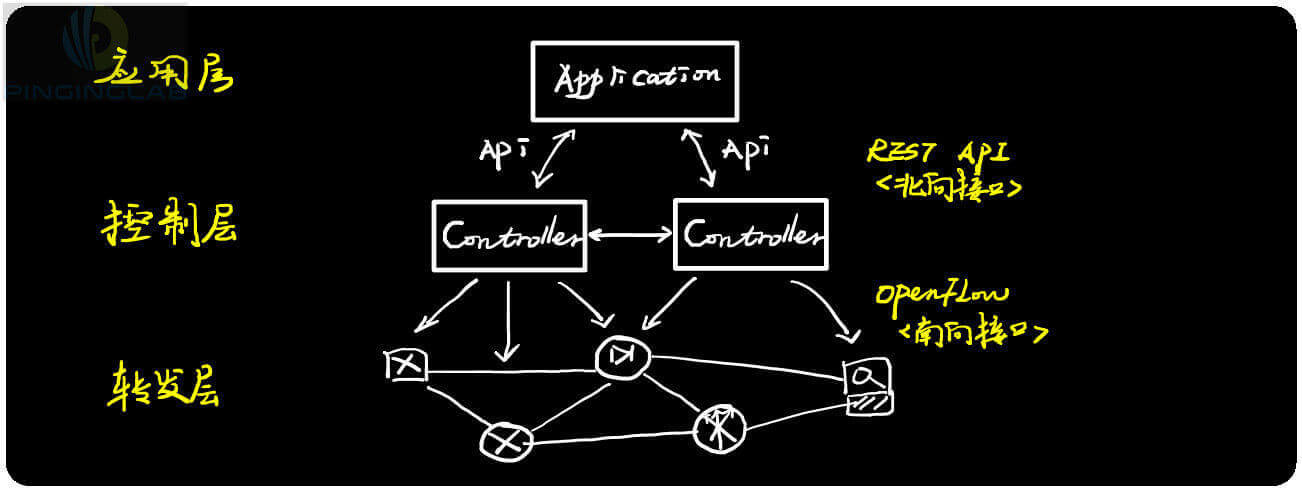 应用层
PINGINGLAB
Application
Api
Api
REST API
<北向接口>
控制层
Controller
Controller
OpenFlow
<南向接口>
转发层